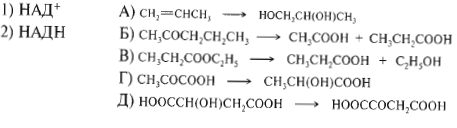 1) НАД⁺ А) CH₂=CHCH₃ → HOCH₂CH(OH)CH₃
2) НАДН Б) CH₃COCH₂CH₂CH₃ → CH₃COOH + CH₃CH₂COOH
В) CH₃CH₂COOC₂H₅ → CH₃CH₂COOH + C₂H₅OH
Г) CH₃COCOOH → CH₃CH(OH)COOH
Д) HOOCCH(OH)CH₂COOH → HOOCCOCH₂COOH